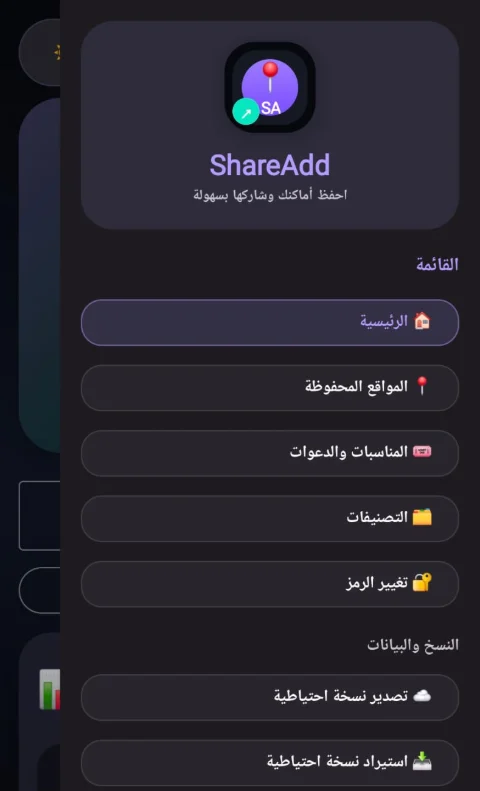 SA
ShareAdd
احفظ أماكنك وشاركها بسهولة
القائمة
الرئيسية
المواقع المحفوظة
المناسبات والدعوات
التصنيفات
تغيير الرمز
النسخ والبيانات
تصدير نسخة احتياطية
استيراد نسخة احتياطية